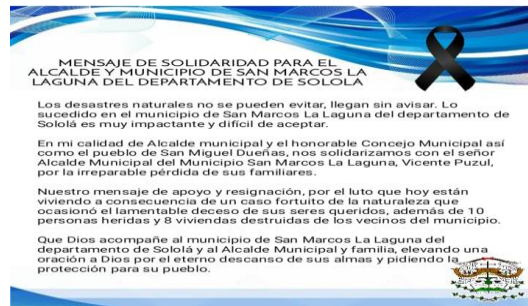 MENSAJE DE SOLIDARIDAD PARA EL
ALCALDE Y MUNICIPIO DE SAN MARCOS LA
LAGUNA DEL DEPARTAMENTO DE SOLOLA
Los desastres naturales no se pueden evitar, llegan sin avisar. Lo
sucedido en el municipio de San Marcos La Laguna del departamento de
Sololá es muy impactante y difícil de aceptar.
En mi calidad de Alcalde municipal y el honorable Concejo Municipal así
como el pueblo de San Miguel Dueñas, nos solidarizamos con el señor
Alcalde Municipal del Municipio San Marcos La Laguna, Vicente Puzul,
por la irreparable pérdida de sus familiares.
Nuestro mensaje de apoyo y resignación, por el luto que hoy están
viviendo a consecuencia de un caso fortuito de la naturaleza que
ocasionó el lamentable deceso de sus seres queridos, además de 10
personas heridas y 8 viviendas destruidas de los vecinos del municipio.
Que Dios acompañe al municipio de San Marcos La Laguna del
departamento de Sololá y al Alcalde Municipal y familia, elevando una
oración a Dios por el eterno descanso de sus almas y pidiendo la
protección para su pueblo.